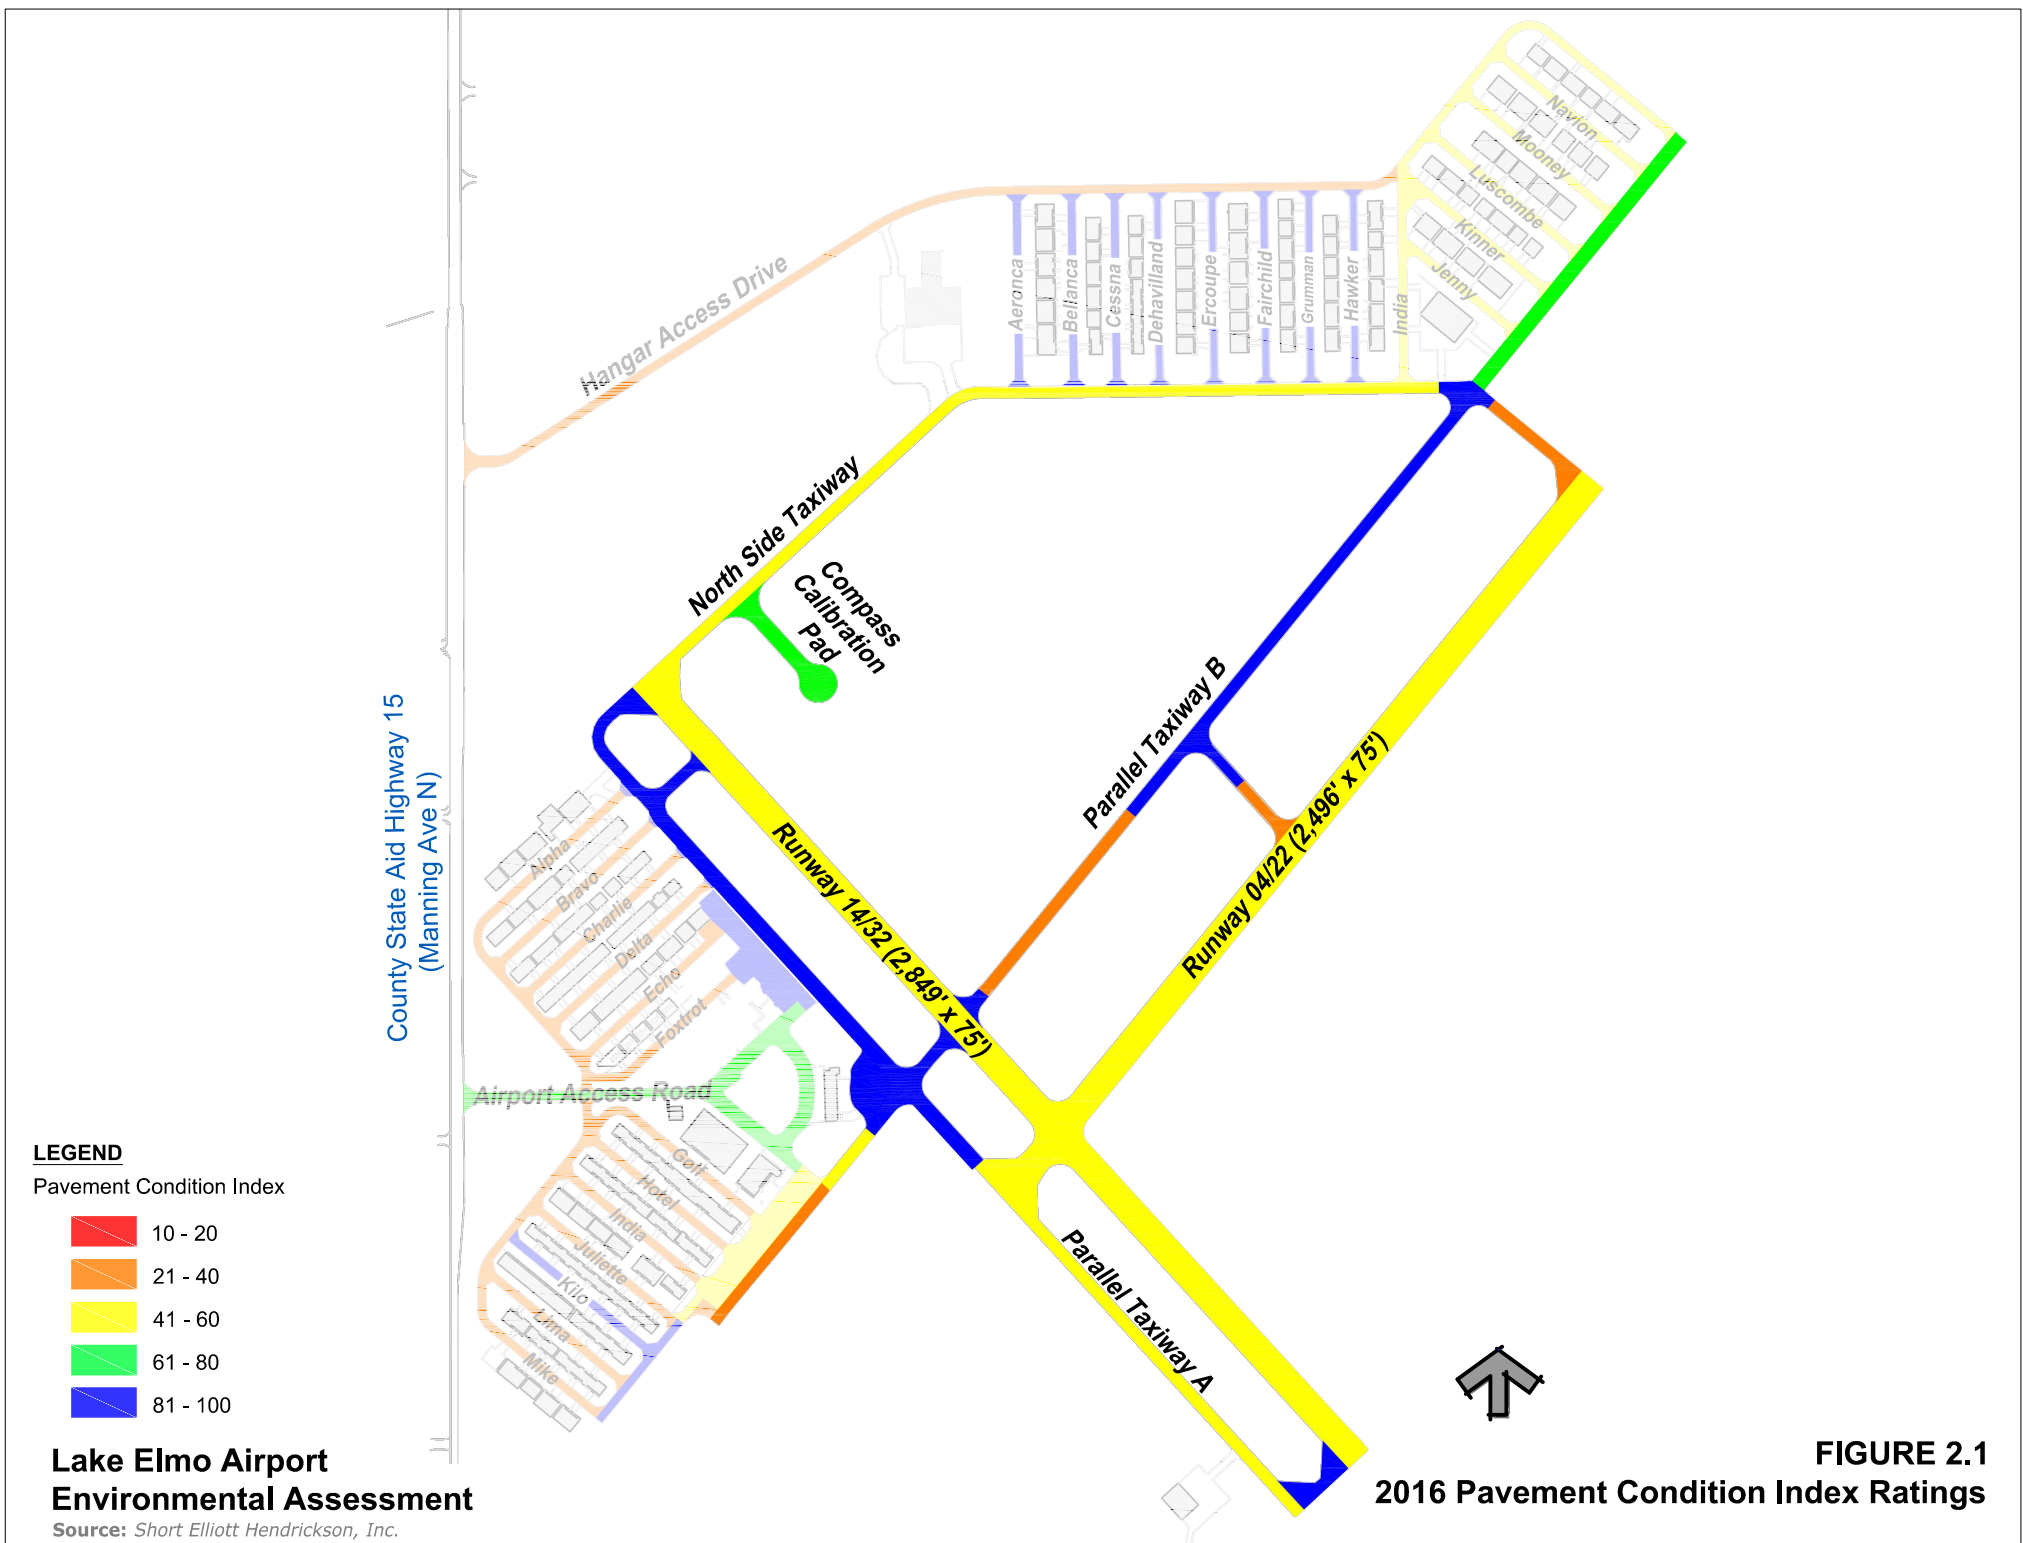 Navion
Mooney
Luscombe
Kinner
Jenny
Hangar Access Drive
Aeronca
Bellanca
Cessna
Dehavilland
Ercoupe
Fairchild
Grumman
Hawker
India
North Side Taxiway
Compass
Calibration
Pad
Parallel Taxiway B
Runway 04/22 (2,496' x 75')
Runway 14/32 (2,849' x 75')
County State Aid Highway 15
(Manning Ave N)
Alpha
Bravo
Charlie
Delta
Echo
Foxtrot
Airport Access Road
Golf
Hotel
India
Juliette
Kilo
Lima
Mike
Parallel Taxiway A
LEGEND
Pavement Condition Index
10 - 20
21 - 40
41 - 60
61 - 80
81 - 100
Lake Elmo Airport
Environmental Assessment
Source: Short Elliott Hendrickson, Inc.
FIGURE 2.1
2016 Pavement Condition Index Ratings